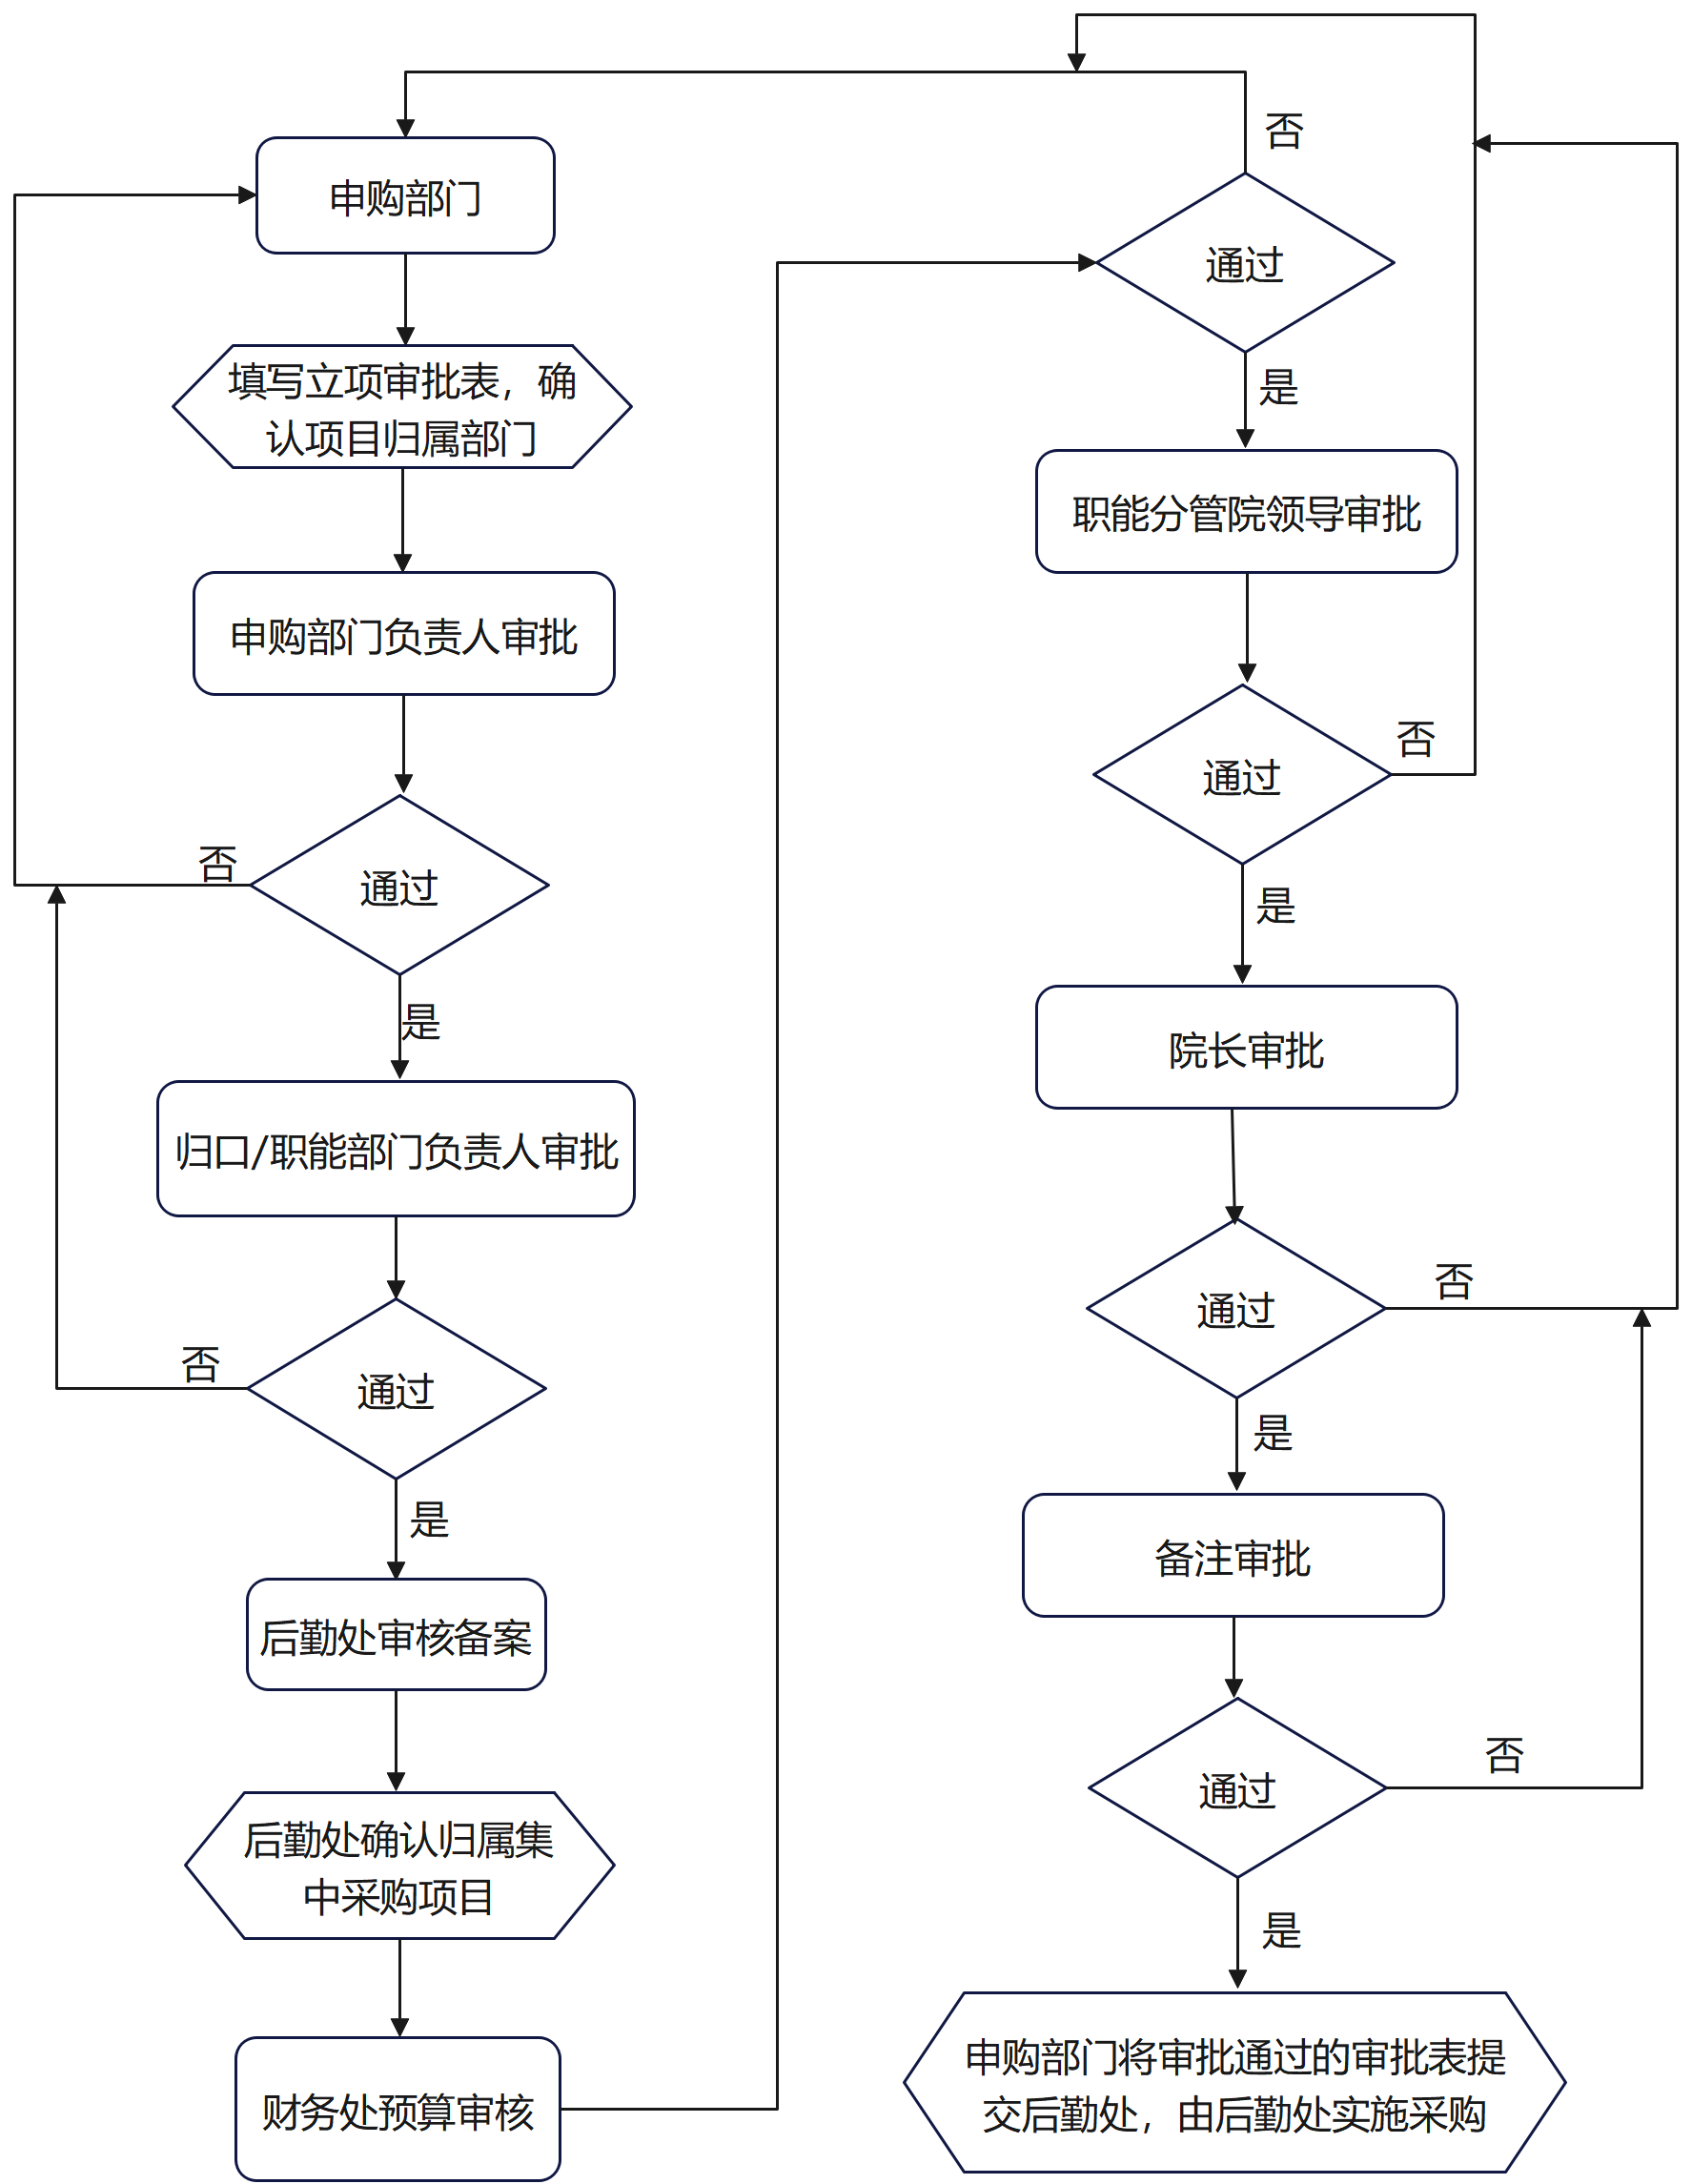 申购部门
填写立项审批表，确
认项目归属部门
申购部门负责人审批
通过
否
是
归口/职能部门负责人审批
通过
否
是
后勤处审核备案
后勤处确认归属集
中采购项目
财务处预算审核
否
通过
是
职能分管院领导审批
通过
否
是
院长审批
通过
否
是
备注审批
通过
否
是
申购部门将审批通过的审批表提
交后勤处，由后勤处实施采购